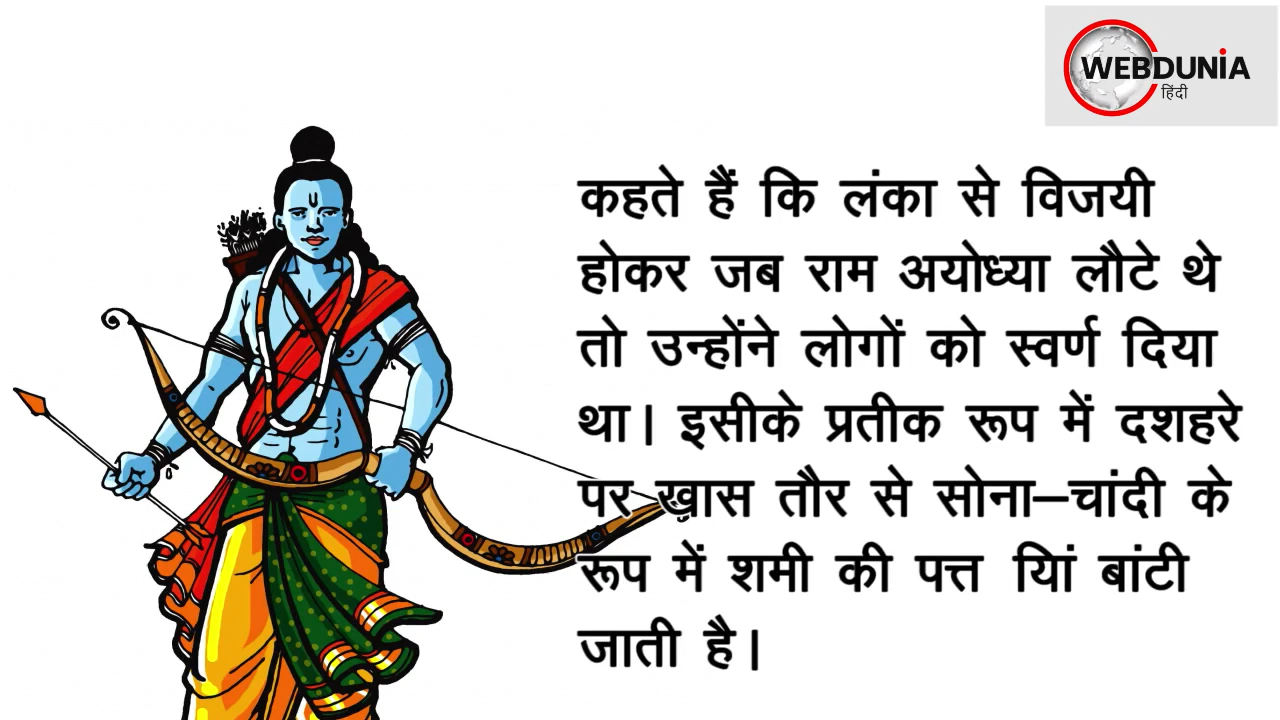 WEBDUNIA
हिंदी
कहते हैं कि लंका से विजयी
होकर जब राम अयोध्या लौटे थे
तो उन्होंने लोगों को स्वर्ण दिया
था। इसीके प्रतीक रूप में दशहरे
पर खास तौर से सोना–चांदी के
रूप में शमी की पत्त यिां बांटी
जाती है।